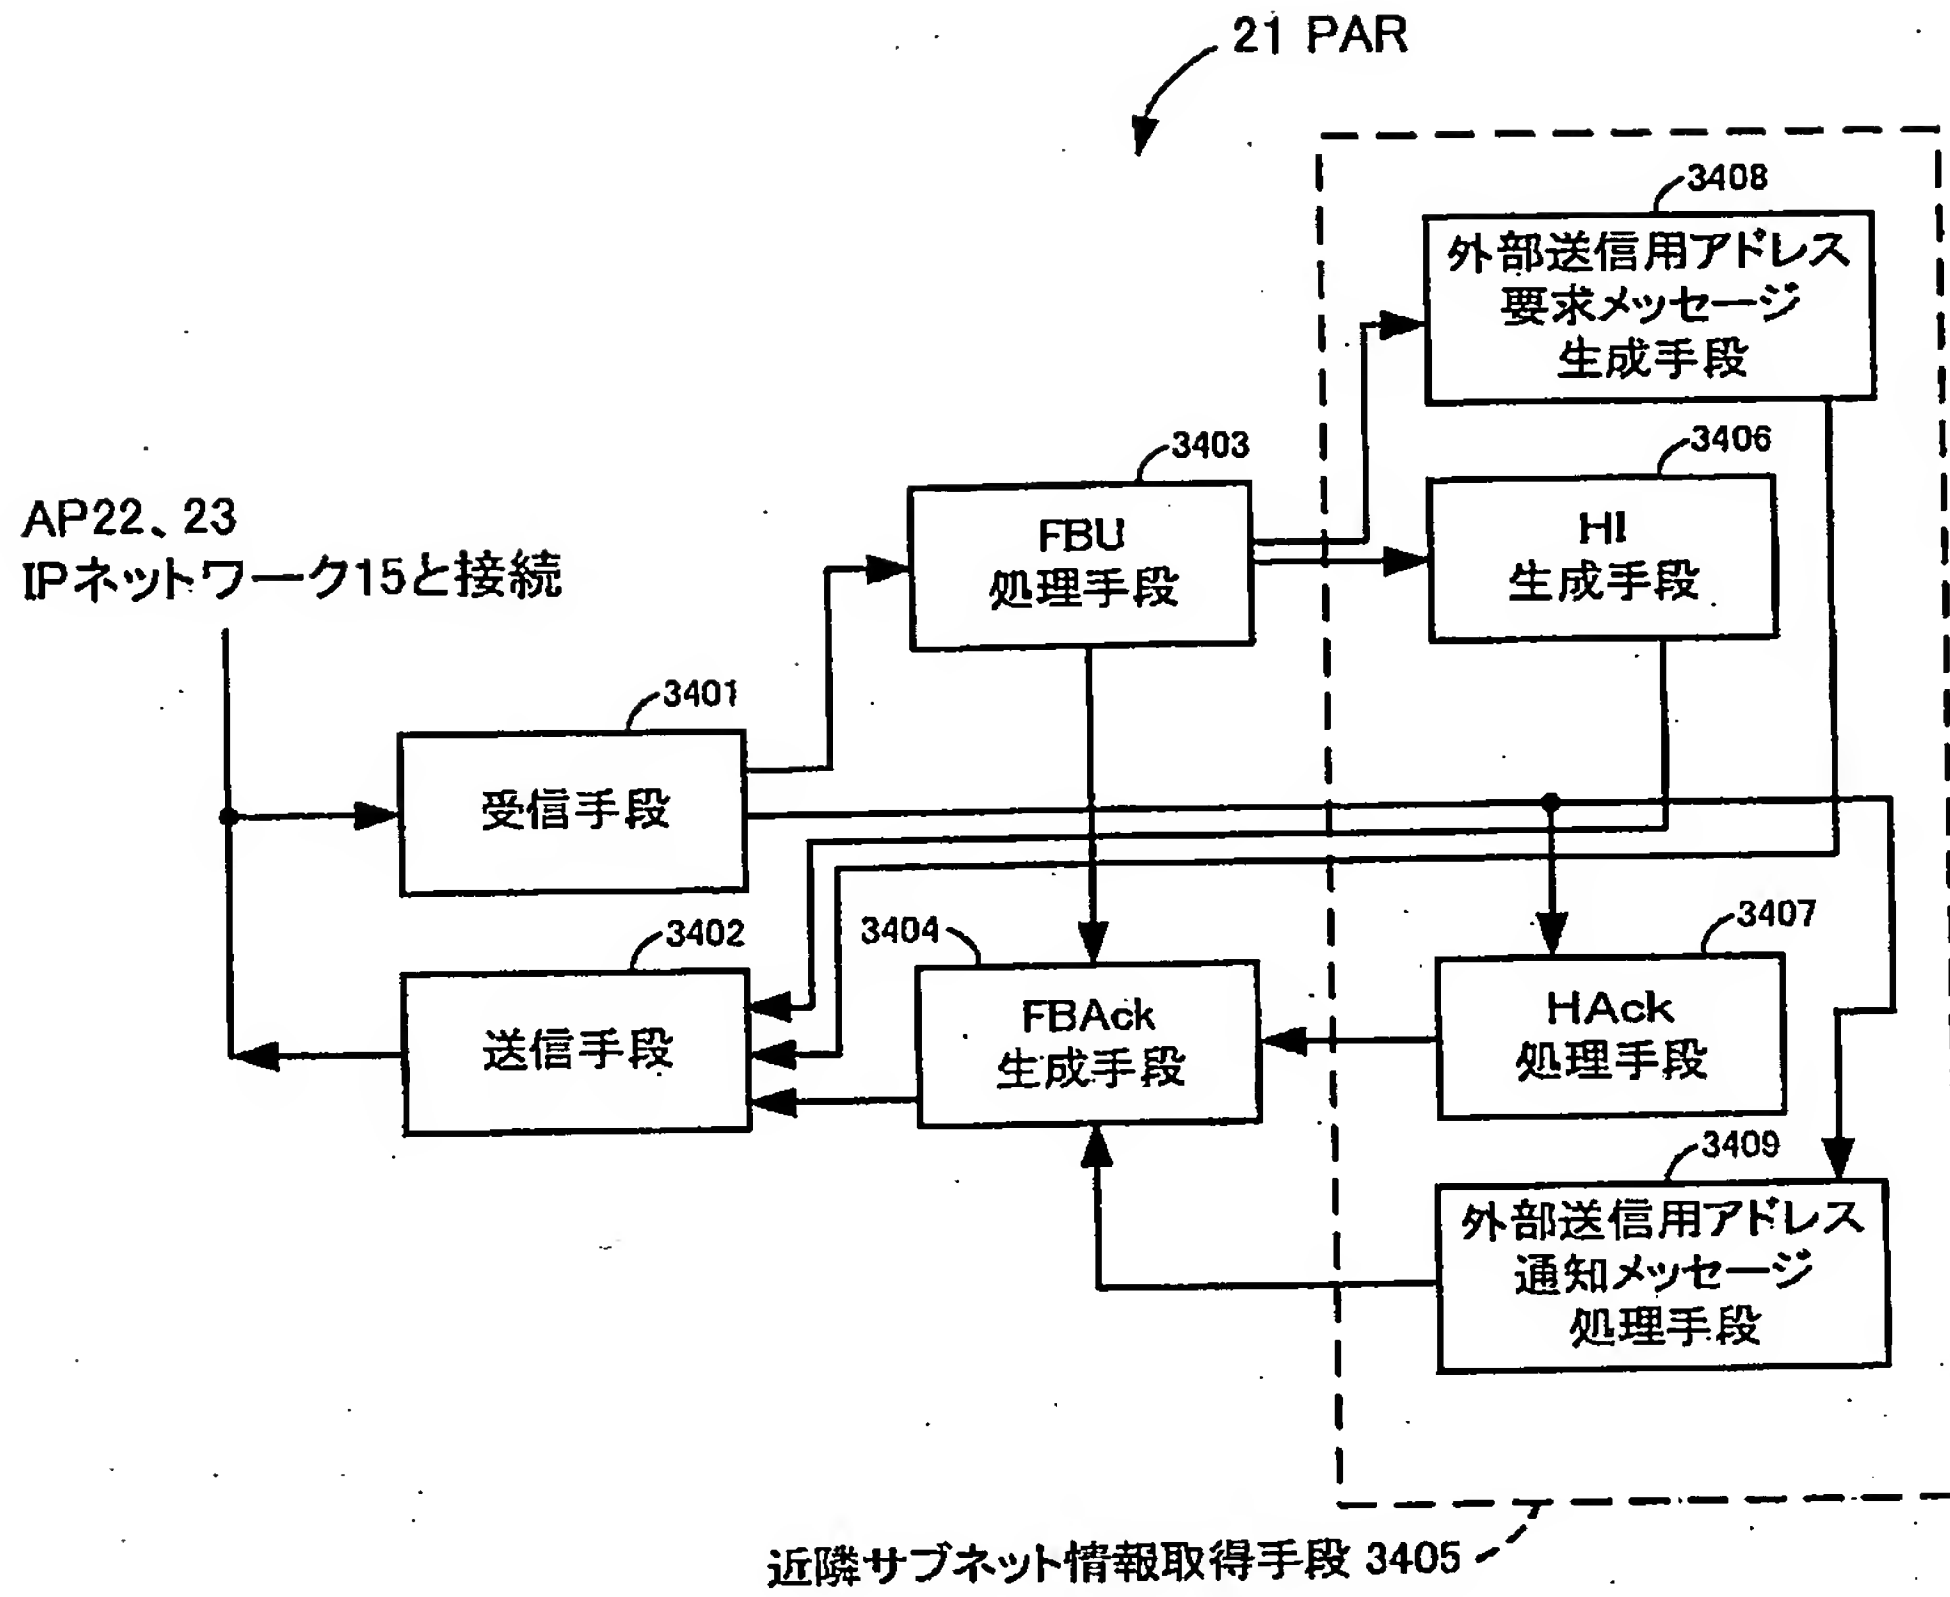 21 PAR
3408
外部送信用アドレス
要求メッセージ
生成手段
3403
3406
FBU
処理手段
HI
生成手段
AP22、23
IPネットワーク15と接続
3401
受信手段
3402
送信手段
3404
FBAck
生成手段
3407
HAck
処理手段
3409
外部送信用アドレス
通知メッセージ
処理手段
近隣サブネット情報取得手段 3405